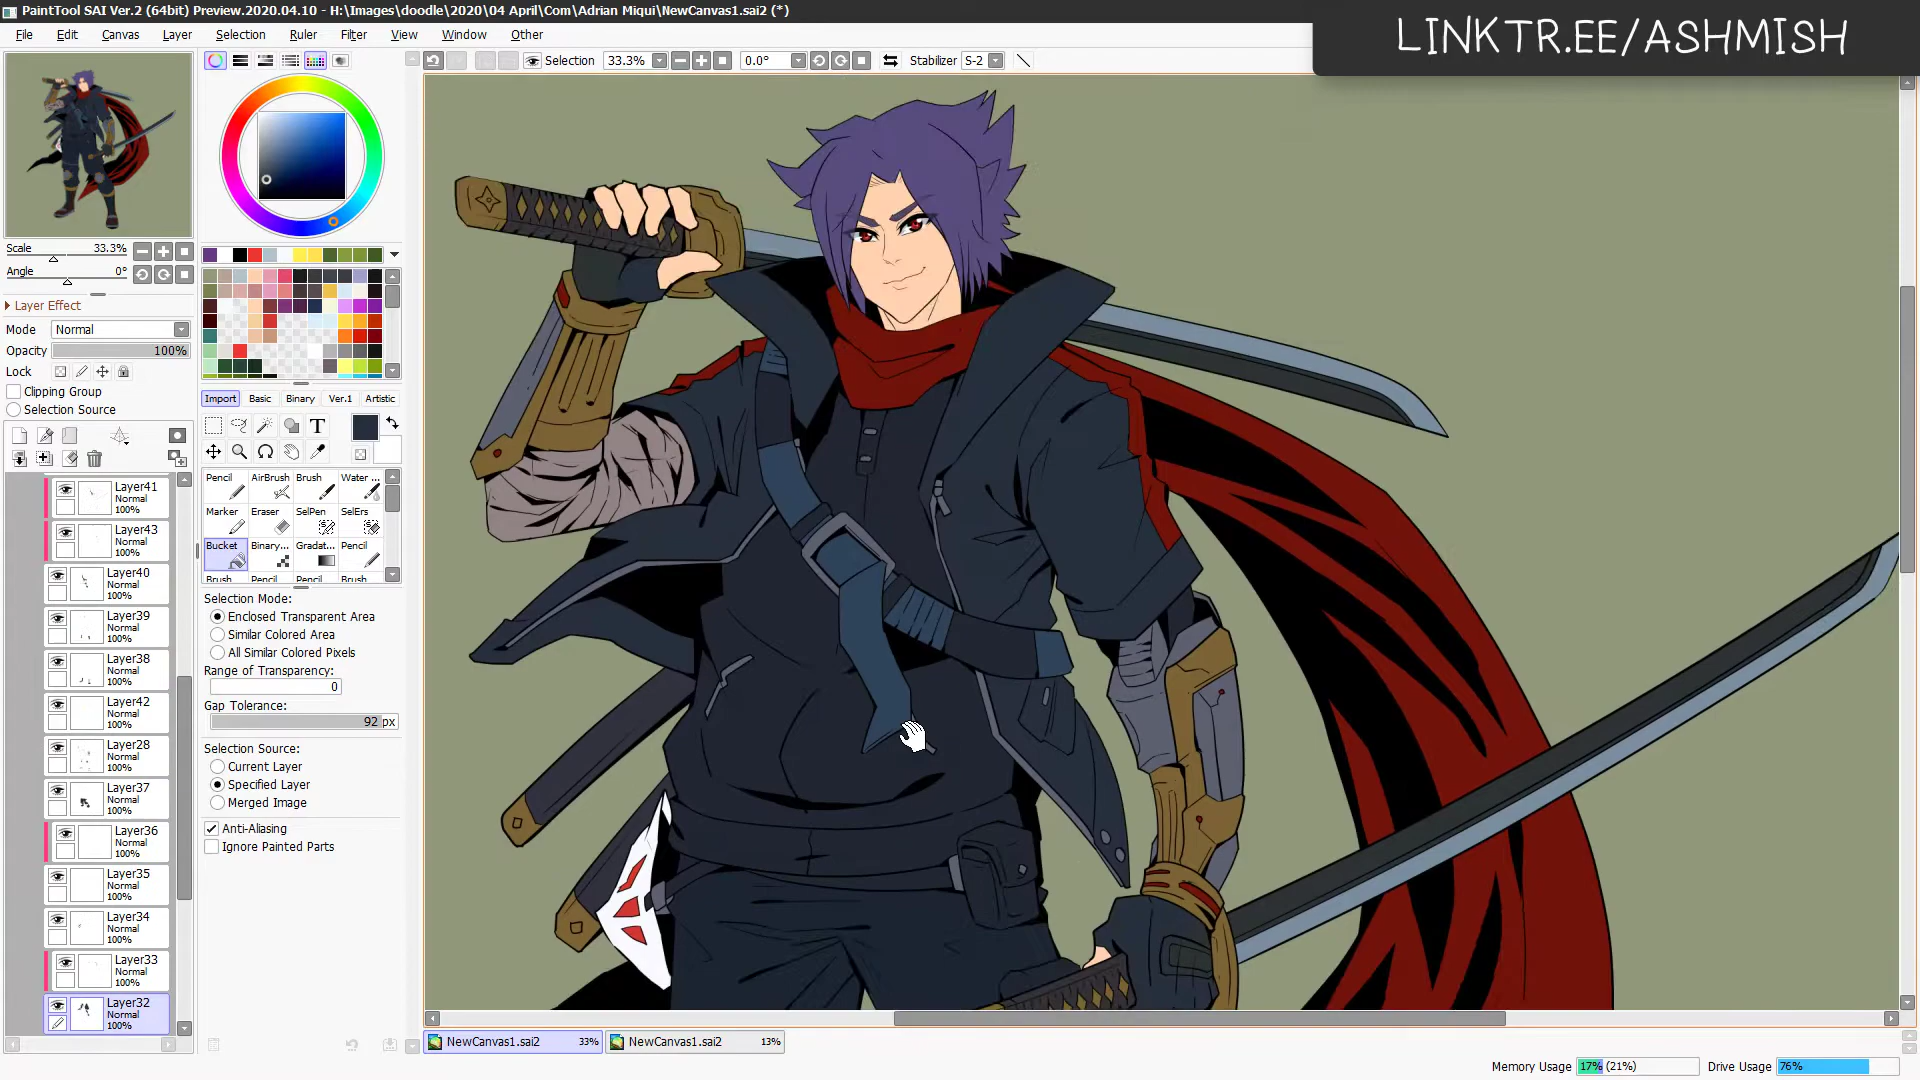 PaintTool SAI Ver.2 (64bit) Preview.2020.04.10 - H:\Images\doodle\2020\04 April\Com\Adrian Miqui\NewCanvas1.sai2 (*)
LINKTR.EE/ASHMISH
File Edit Canvas Layer Selection Ruler Filter View Window Other
Selection 33.3% 0.0° Stabilizer S-2
Scale 33.3%
Angle 0°
Layer Effect
Mode Normal
Opacity 100%
Lock
Clipping Group
Selection Source
Layer41
Normal
100%
Layer43
Normal
100%
Layer40
Normal
100%
Layer39
Normal
100%
Layer38
Normal
100%
Layer42
Normal
100%
Layer28
Normal
100%
Layer37
Normal
100%
Layer36
Normal
100%
Layer35
Normal
100%
Layer34
Normal
100%
Layer33
Normal
100%
Layer32
Normal
100%
Import Basic Binary Ver.1 Artistic
T
Pencil AirBrush Brush Water ...
Marker Eraser SelPen SelErs
Bucket Binary... Gradat... Pencil
Brush Pencil Pencil Brush
Selection Mode:
Enclosed Transparent Area
Similar Colored Area
All Similar Colored Pixels
Range of Transparency:
0
Gap Tolerance:
92 px
Selection Source:
Current Layer
Specified Layer
Merged Image
Anti-Aliasing
Ignore Painted Parts
NewCanvas1.sai2 33% NewCanvas1.sai2 13%
Memory Usage 17% (21%) Drive Usage 76%